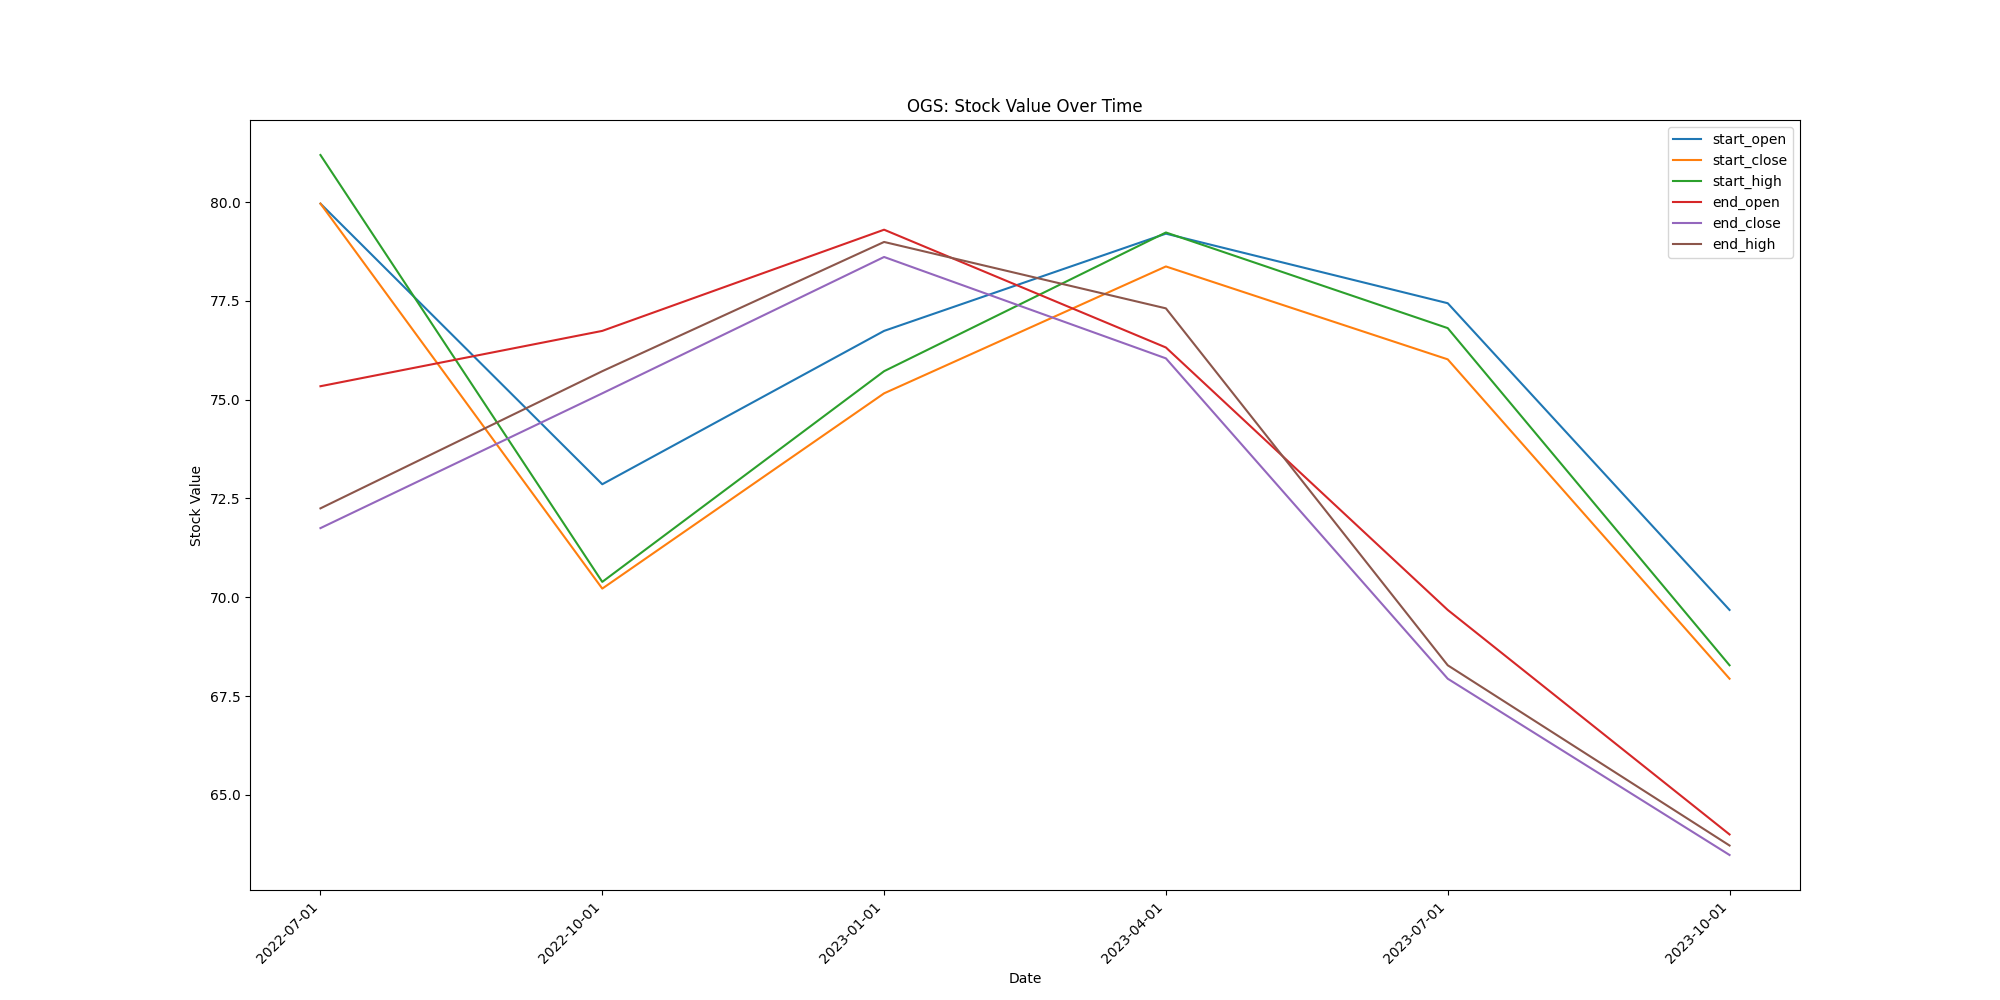 OGS: Stock Value Over Time
start_open
start_close
start_high
end_open
end_close
end_high
80.0
77.5
75.0
72.5
70.0
67.5
65.0
Stock Value
2022-07-01
2022-10-01
2023-01-01
2023-04-01
2023-07-01
2023-10-01
Date